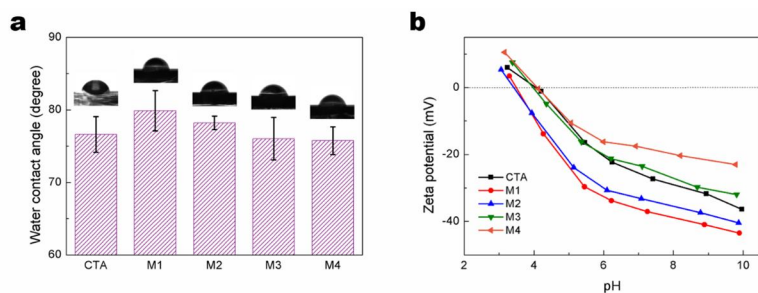 a
90
80
70
60
Water contact angle (degree)
CTA M1 M2 M3 M4
b
0
-20
-40
Zeta potential (mV)
CTA
M1
M2
M3
M4
2 4 6 8 10
pH